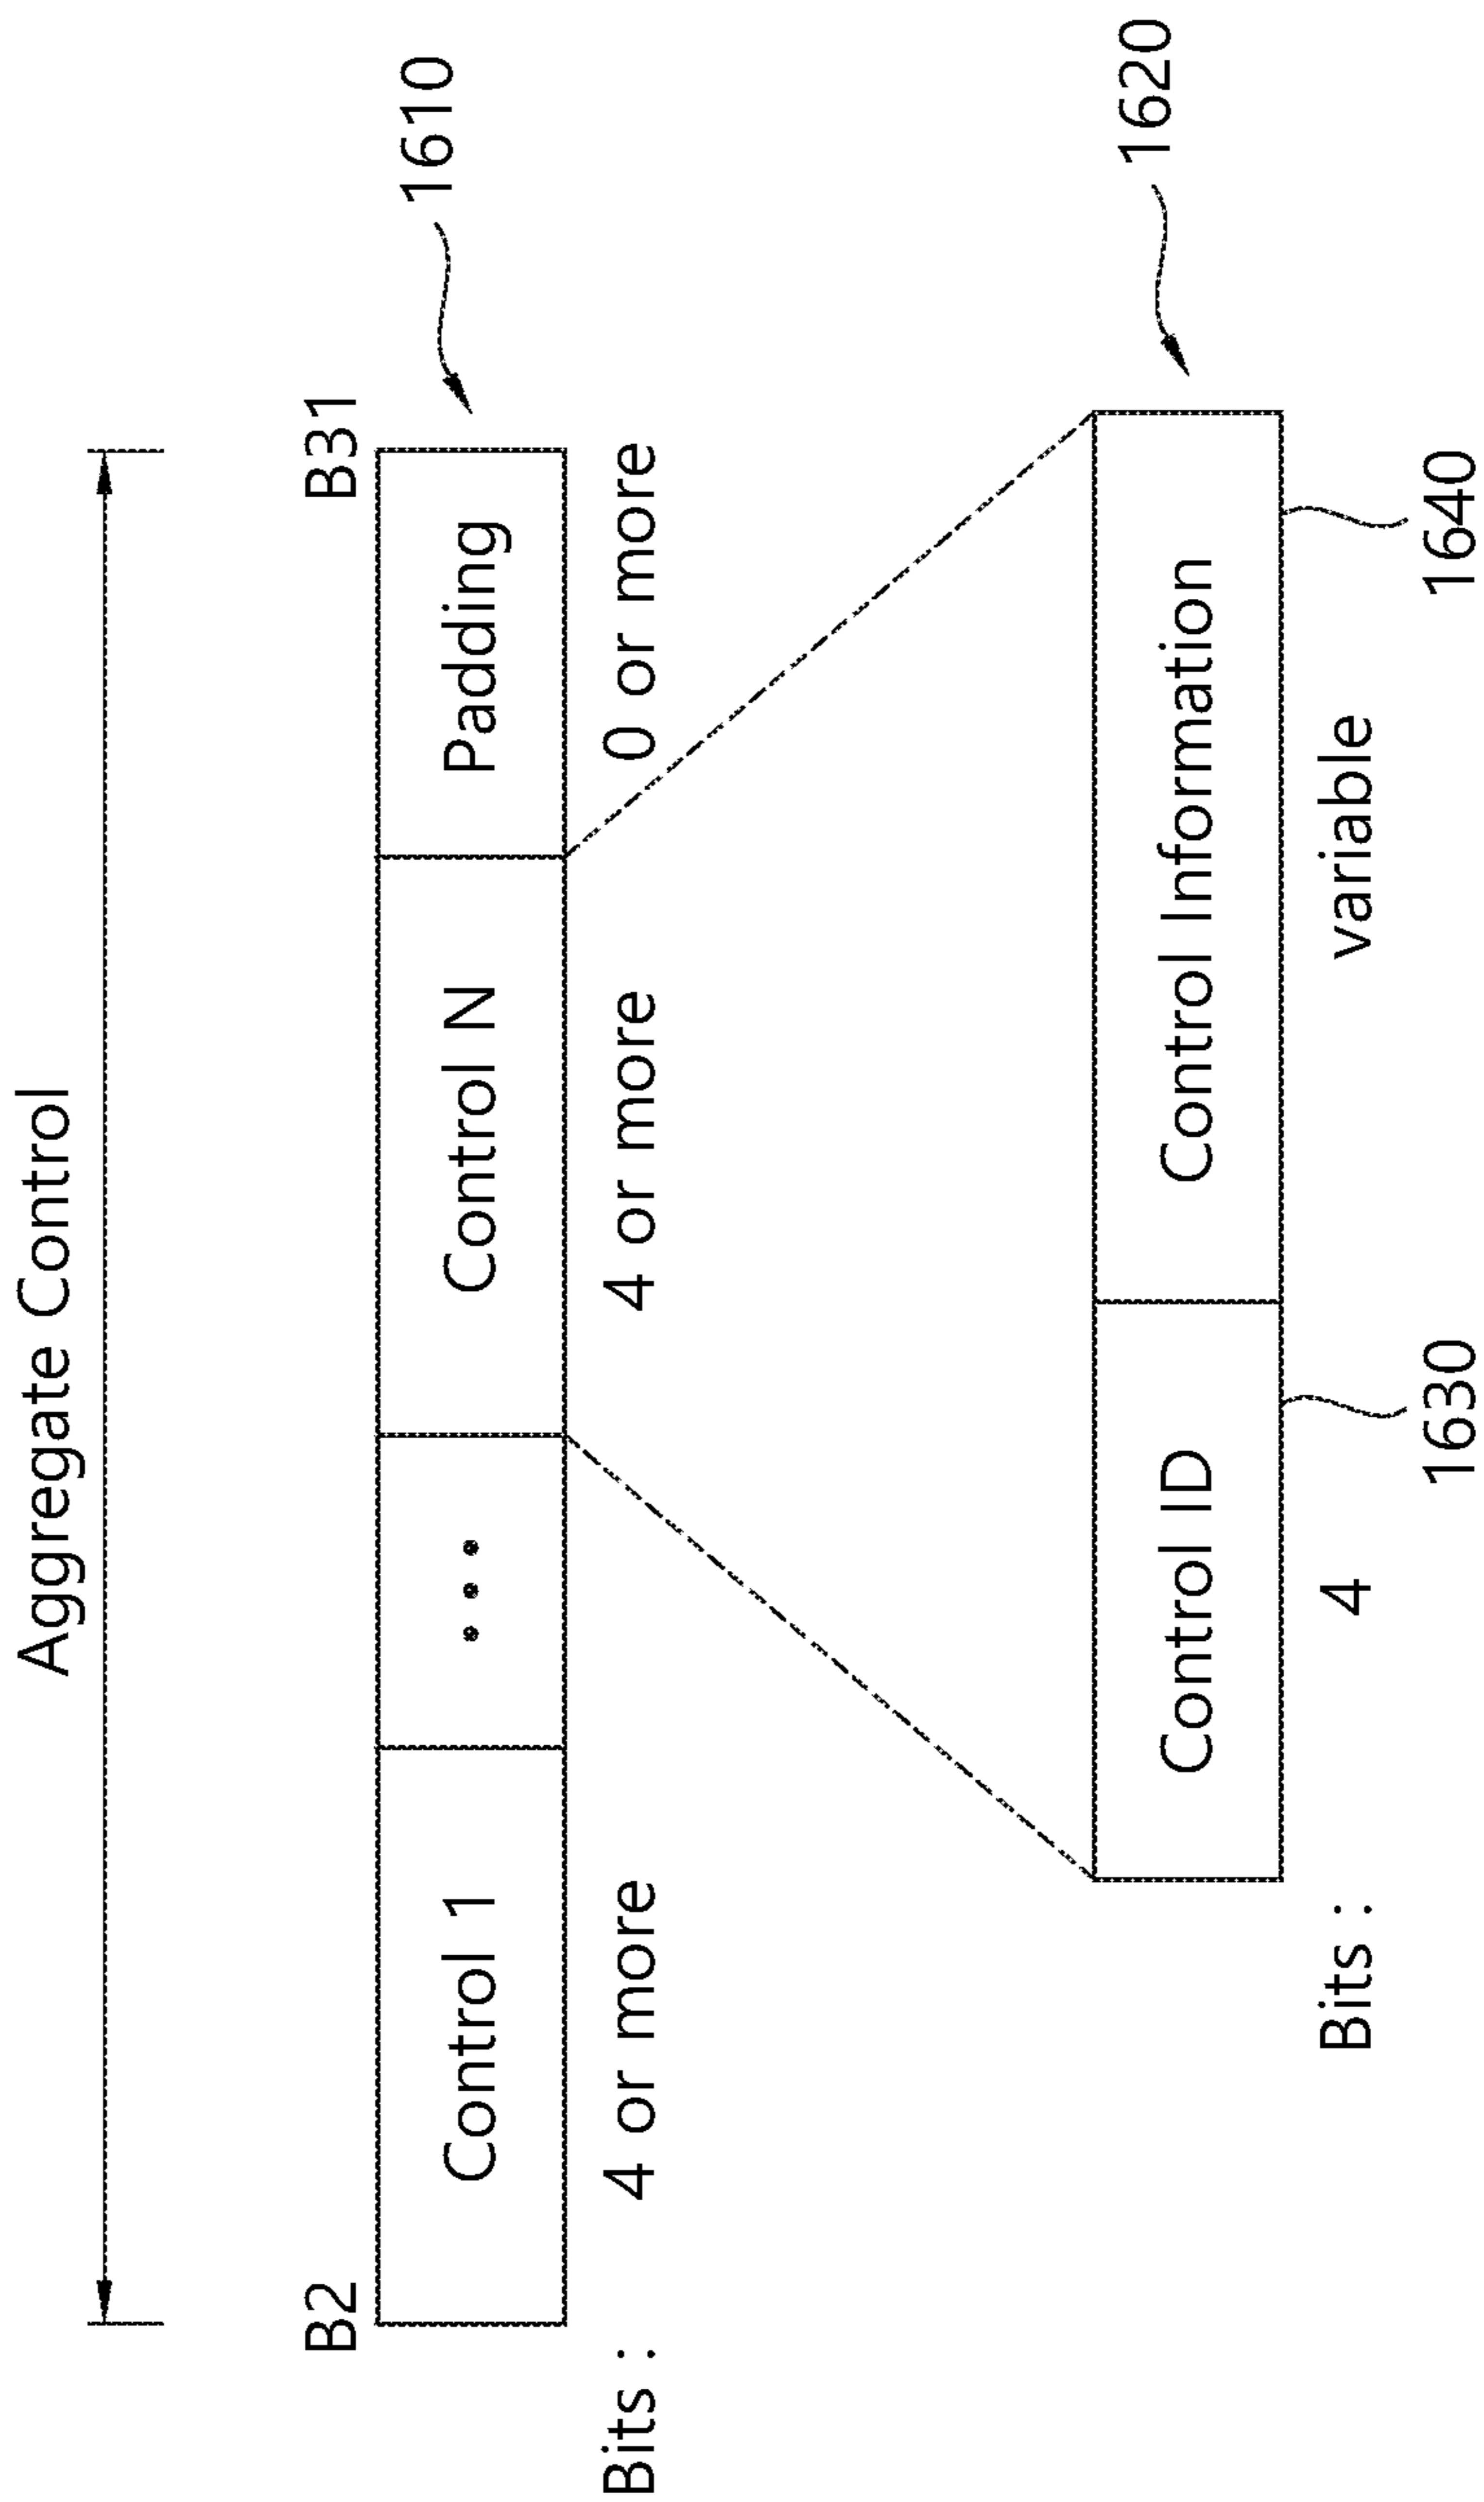 Aggregate Control
B2 B31
1610
Control 1 • • • Control N Padding
Bits : 4 or more 4 or more 0 or more
1620
Control ID Control Information
Bits : 4 variable
1630 1640